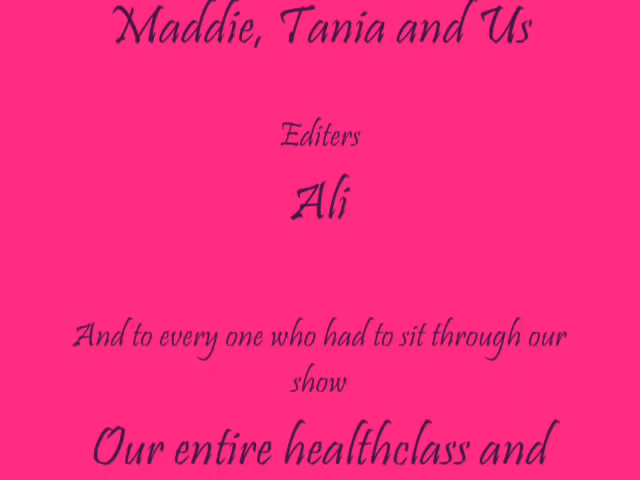 Maddie, Tania and Us
Editers
Ali
And to every one who had to sit through our
show
Our entire healthclass and